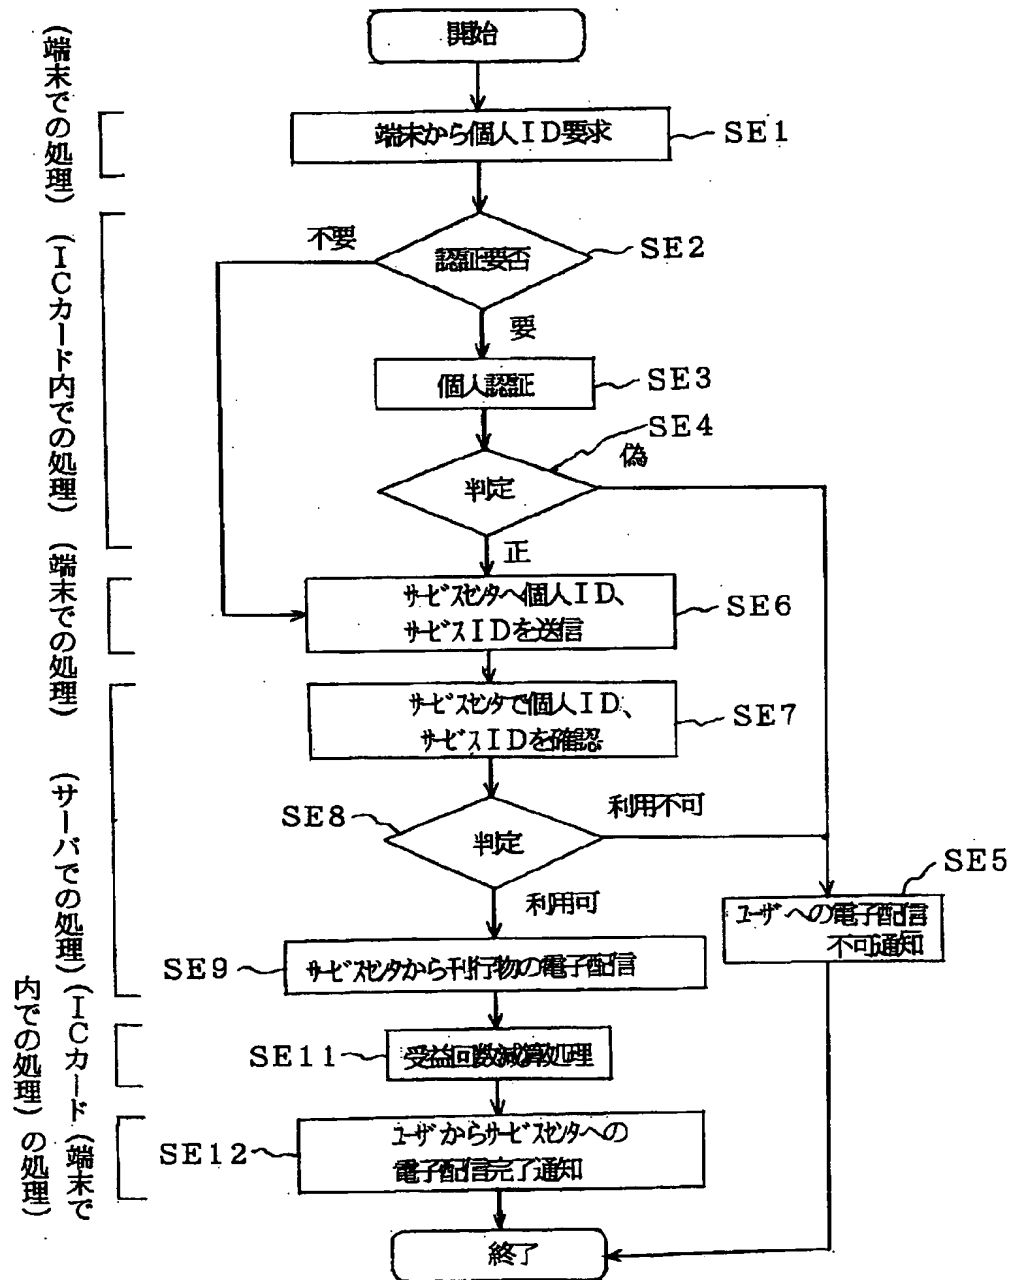 開始
(端末での処理)
端末から個人ID要求
SE1
(ICカード内での処理)
不要
認証要否
SE2
要
個人認証
SE3
SE4
偽
判定
正
(端末での処理)
サービスセンタへ個人ID、
サービスIDを送信
SE6
(サーバでの処理)
サービスセンタで個人ID、
サービスIDを確認
SE7
SE8
判定
利用不可
利用可
SE5
ユーザへの電子配信
不可通知
SE9
サービスセンタから刊行物の電子配信
(ICカード
内での処理)
SE11
受益回数減算処理
(端末で
の処理)
SE12
ユーザからサービスセンタへの
電子配信完了通知
終了